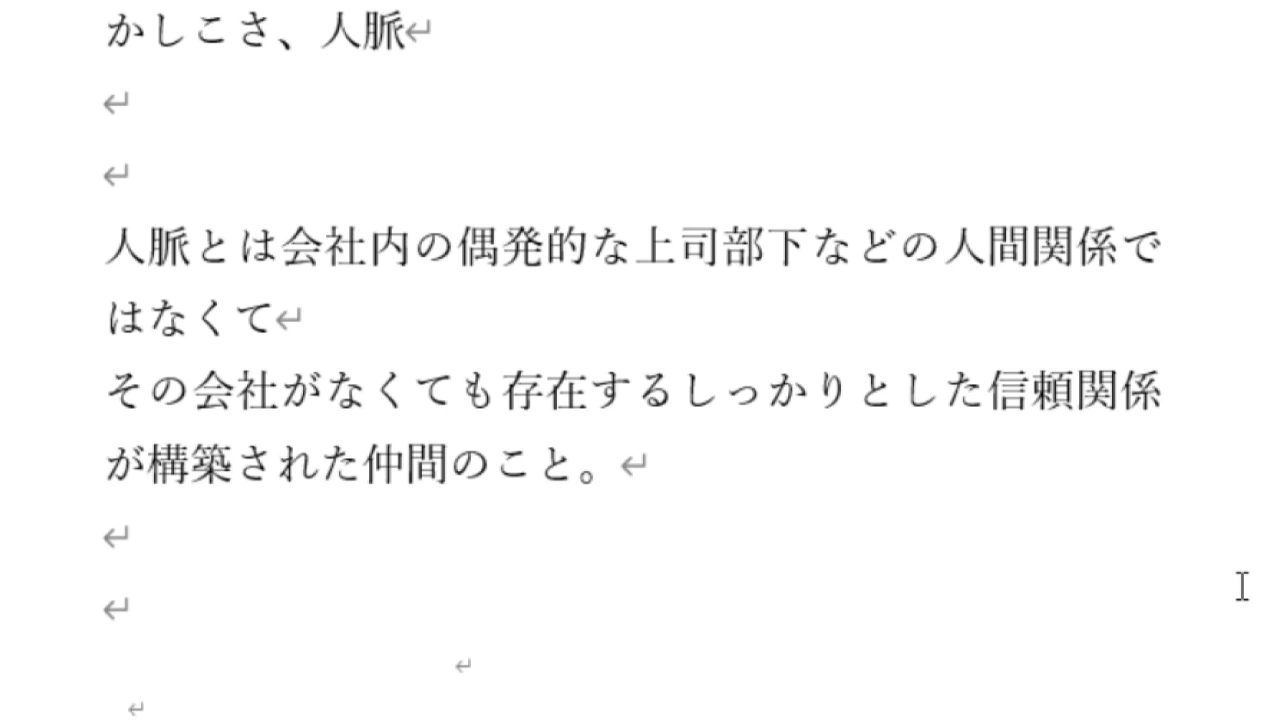 かしこさ、人脈
人脈とは会社内の偶発的な上司部下などの人間関係で
はなくて
その会社がなくても存在するしっかりとした信頼関係
が構築された仲間のこと。